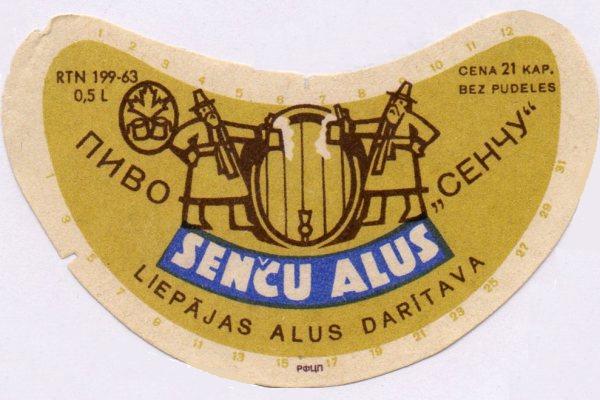 RTN 199-63
0,5 L
CENA 21 KAP.
BEZ PUDELES
ПИВО „СЕНЧУ“
SENČU ALUS
LIEPĀJAS ALUS DARĪTAVA
РФЦП